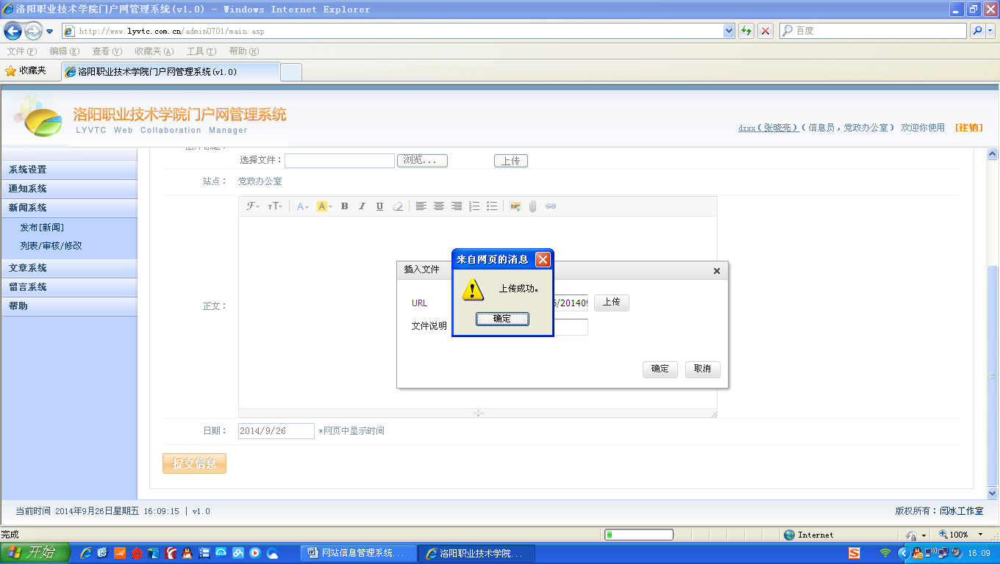 洛阳职业技术学院门户网管理系统(v1.0) - Windows Internet Explorer
http://www.lyvtc.com.cn/admin0701/main.asp
百度
文件(F) 编辑(E) 查看(V) 收藏夹(A) 工具(T) 帮助(H)
收藏夹 洛阳职业技术学院门户网管理系统(v1.0)
洛阳职业技术学院门户网管理系统
LYVTC Web Collaboration Manager
dzxx(张晓亮)(信息员,党政办公室) 欢迎你使用 [注销]
系统设置
通知系统
新闻系统
发布[新闻]
列表/审核/修改
文章系统
留言系统
帮助
选择文件: 浏览... 上传
站点: 党政办公室
正文:
插入文件
URL
6/201409
上传
文件说明
确定 取消
来自网页的消息
上传成功。
确定
日期: 2014/9/26 *网页中显示时间
提交信息
当前时间 2014年9月26日星期五 16:09:15 | v1.0
版权所有:闫冰工作室
完成
Internet
100%
开始
网站信息管理系统...
洛阳职业技术学院...
16:09